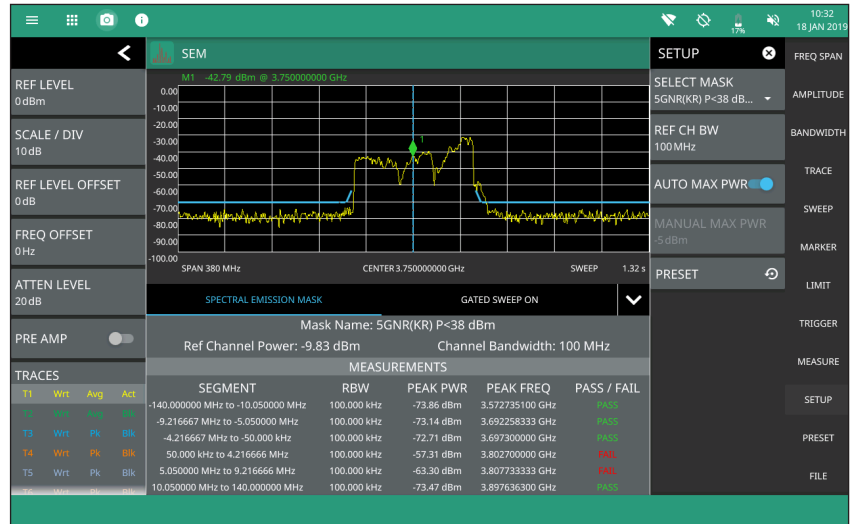 17%
10:32
18 JAN 2019
SEM
SETUP
FREQ SPAN
M1 -42.79 dBm @ 3.750000000 GHz
REF LEVEL
0 dBm
SCALE / DIV
10 dB
REF LEVEL OFFSET
0 dB
FREQ OFFSET
0 Hz
ATTEN LEVEL
20 dB
PRE AMP
TRACES
T1 Wrt Avg Act
T2 Wrt Avg Blk
T3 Wrt Pk Blk
T4 Wrt Pk Blk
T5 Wrt Pk Blk
T6 Wrt Pk Blk
0.00
-10.00
-20.00
-30.00
-40.00
-50.00
-60.00
-70.00
-80.00
-90.00
-100.00
1
SPAN 380 MHz CENTER 3.750000000 GHz SWEEP 1.32 s
SPECTRAL EMISSION MASK GATED SWEEP ON
Mask Name: 5GNR(KR) P<38 dBm
Ref Channel Power: -9.83 dBm Channel Bandwidth: 100 MHz
MEASUREMENTS
SEGMENT RBW PEAK PWR PEAK FREQ PASS / FAIL
-140.000000 MHz to -10.050000 MHz 100.000 kHz -73.86 dBm 3.572735100 GHz PASS
-9.216667 MHz to -5.050000 MHz 100.000 kHz -73.14 dBm 3.692258333 GHz PASS
-4.216667 MHz to -50.000 kHz 100.000 kHz -72.71 dBm 3.697300000 GHz PASS
50.000 kHz to 4.216666 MHz 100.000 kHz -57.31 dBm 3.802700000 GHz FAIL
5.050000 MHz to 9.216666 MHz 100.000 kHz -63.30 dBm 3.807733333 GHz FAIL
10.050000 MHz to 140.000000 MHz 100.000 kHz -73.47 dBm 3.897636300 GHz PASS
SELECT MASK
5GNR(KR) P<38 dB...
REF CH BW
100 MHz
AUTO MAX PWR
MANUAL MAX PWR
-5 dBm
PRESET
AMPLITUDE
BANDWIDTH
TRACE
SWEEP
MARKER
LIMIT
TRIGGER
MEASURE
SETUP
PRESET
FILE